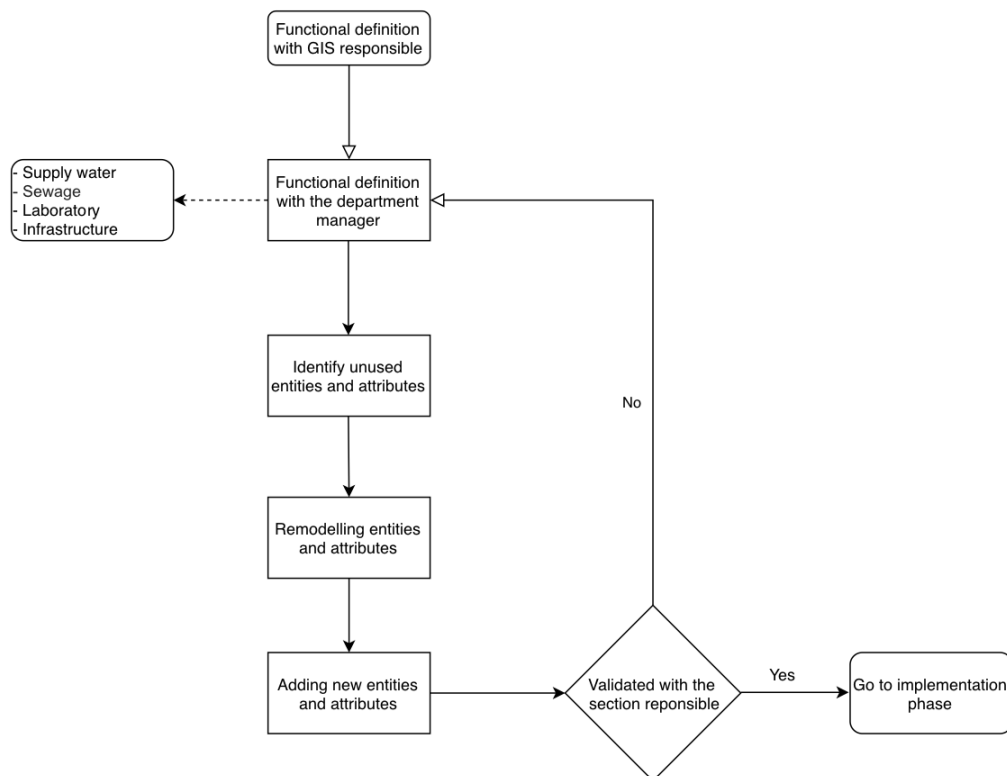 Functional definition
with GIS responsible
- Supply water
- Sewage
- Laboratory
- Infrastructure
Functional definition
with the department
manager
Identify unused
entities and attributes
No
Remodelling entities
and attributes
Adding new entities
and attributes
Validated with the
section reponsible
Yes
Go to implementation
phase